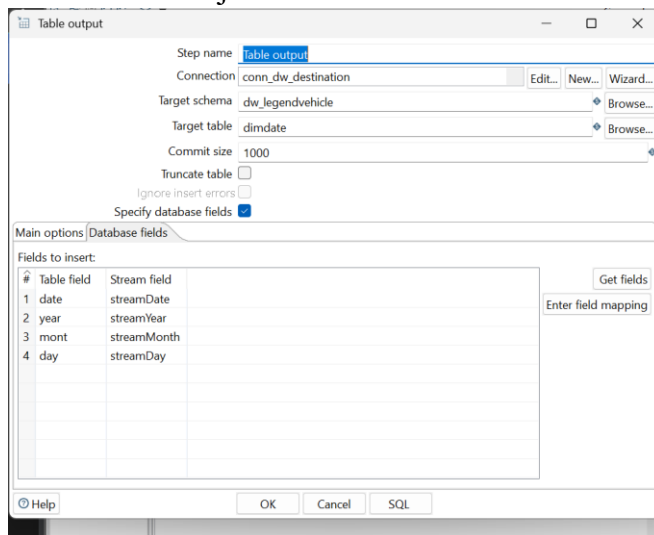 Table output
Step name Table output
Connection conn_dw_destination Edit... New... Wizard...
Target schema dw_legendvehicle Browse...
Target table dimdate Browse...
Commit size 1000
Truncate table
Ignore insert errors
Specify database fields
Main options Database fields
Fields to insert:
# Table field Stream field Get fields
1 date streamDate Enter field mapping
2 year streamYear
3 mont streamMonth
4 day streamDay
Help OK Cancel SQL